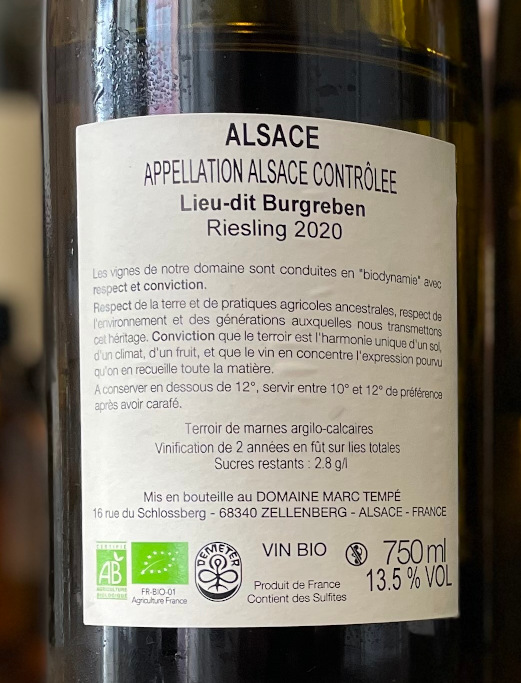 ALSACE
APPELLATION ALSACE CONTRÔLEE
Lieu-dit Burgreben
Riesling 2020
Les vignes de notre domaine sont conduites en "biodynamie" avec
respect et conviction.
Respect de la terre et de pratiques agricoles ancestrales, respect de
l'environnement et des générations auxquelles nous transmettons
cet héritage. Conviction que le terroir est l'harmonie unique d'un sol,
d'un climat, d'un fruit, et que le vin en concentre l'expression pourvu
qu'on en recueille toute la matière.
A conserver en dessous de 12°, servir entre 10° et 12° de préférence
après avoir carafé.
Terroir de marnes argilo-calcaires
Vinification de 2 années en fût sur lies totales
Sucres restants : 2.8 g/l
Mis en bouteille au DOMAINE MARC TEMPÉ
16 rue du Schlossberg - 68340 ZELLENBERG - ALSACE - FRANCE
CERTIFIÉ
AB
AGRICULTURE
BIOLOGIQUE
FR-BIO-01
Agriculture France
DEMETER
VIN BIO
Produit de France
Contient des Sulfites
750 ml
13.5 % VOL